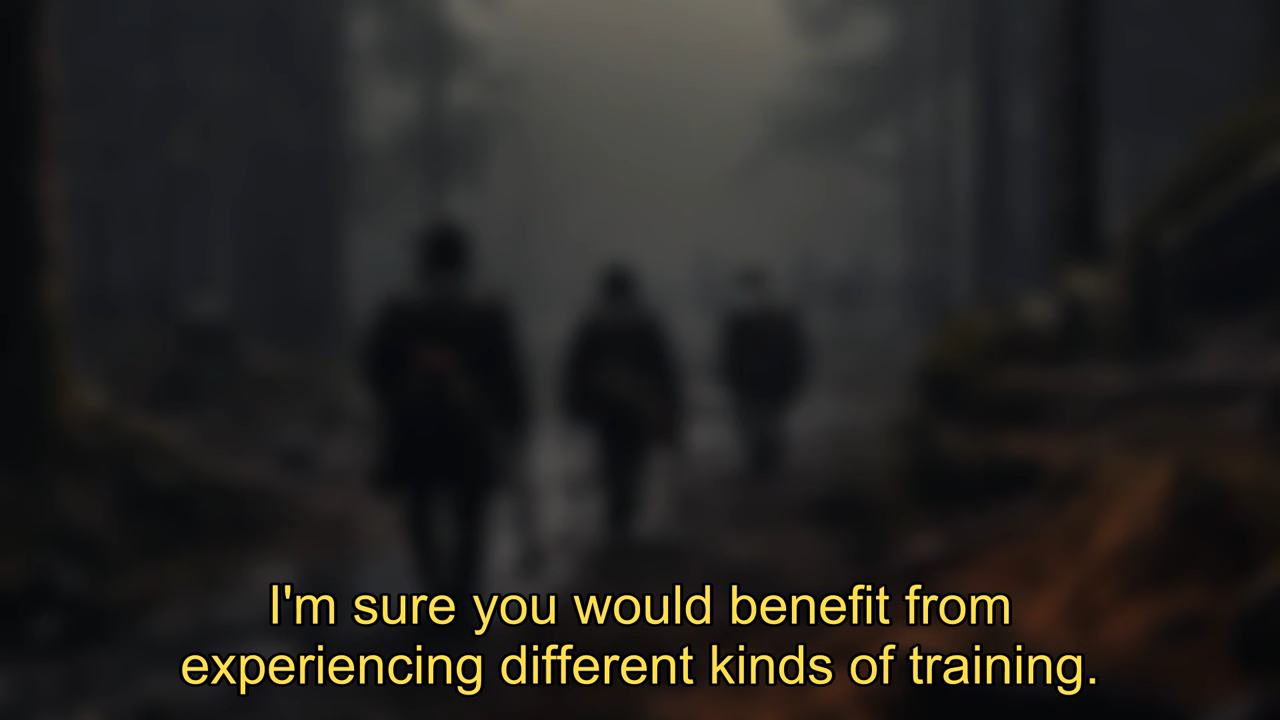 I'm sure you would benefit from
experiencing different kinds of training.